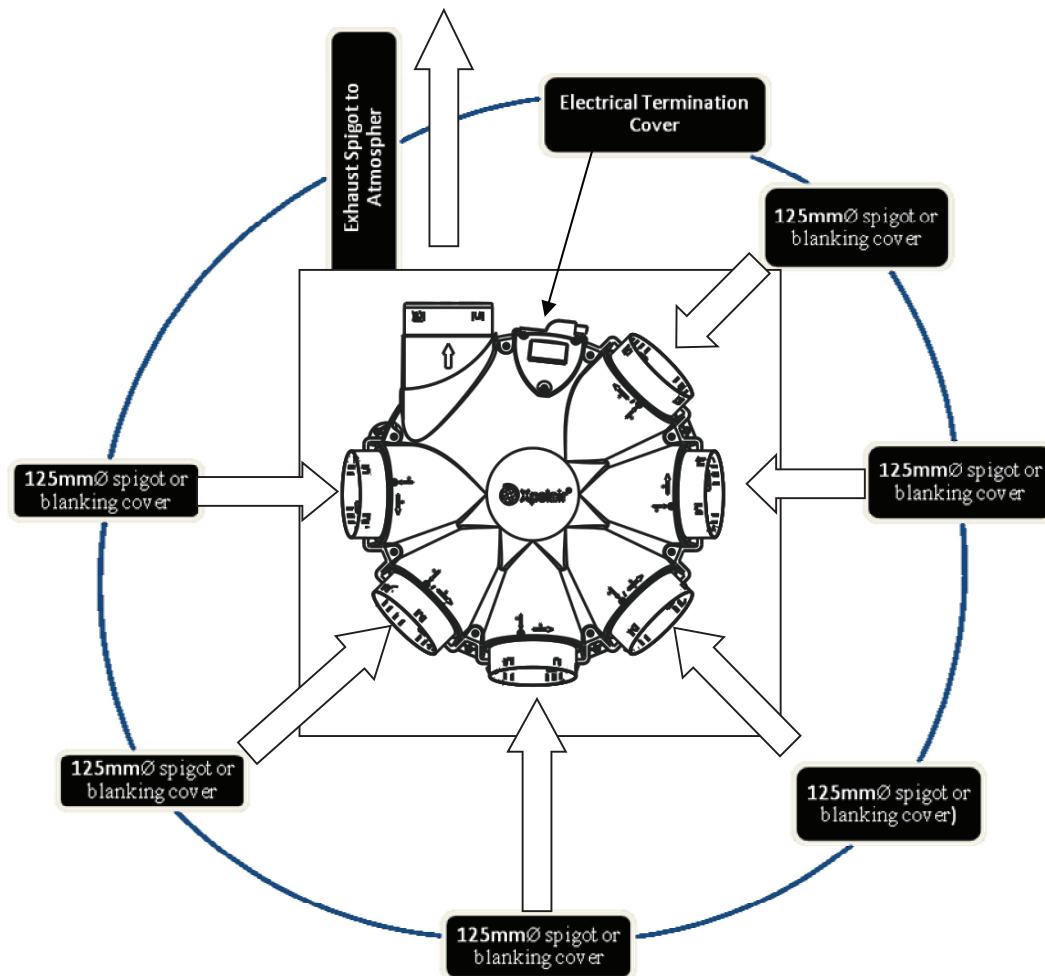 Exhaust Spigot to
Atmospher
Electrical Termination
Cover
125mmØ spigot or
blanking cover
125mmØ spigot or
blanking cover
Xpelair®
125mmØ spigot or
blanking cover
125mmØ spigot or
blanking cover
125mmØ spigot or
blanking cover)
125mmØ spigot or
blanking cover